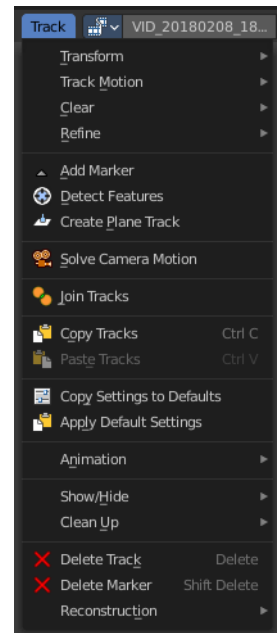 Track VID_20180208_18...
Transform
Track Motion
Clear
Refine
Add Marker
Detect Features
Create Plane Track
Solve Camera Motion
Join Tracks
Copy Tracks Ctrl C
Paste Tracks Ctrl V
Copy Settings to Defaults
Apply Default Settings
Animation
Show/Hide
Clean Up
Delete Track Delete
Delete Marker Shift Delete
Reconstruction